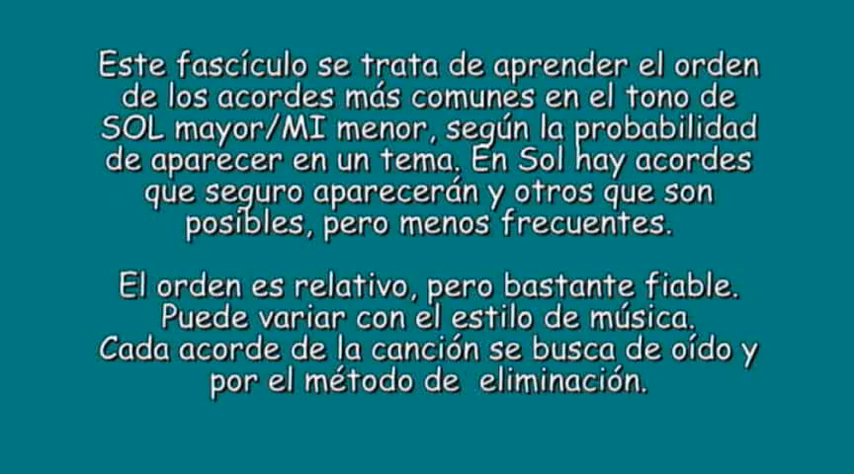 Este fascículo se trata de aprender el orden
de los acordes más comunes en el tono de
SOL mayor/MI menor, según la probabilidad
de aparecer en un tema. En Sol hay acordes
que seguro aparecerán y otros que son
posibles, pero menos frecuentes.
El orden es relativo, pero bastante fiable.
Puede variar con el estilo de música.
Cada acorde de la canción se busca de oído y
por el método de  eliminación.